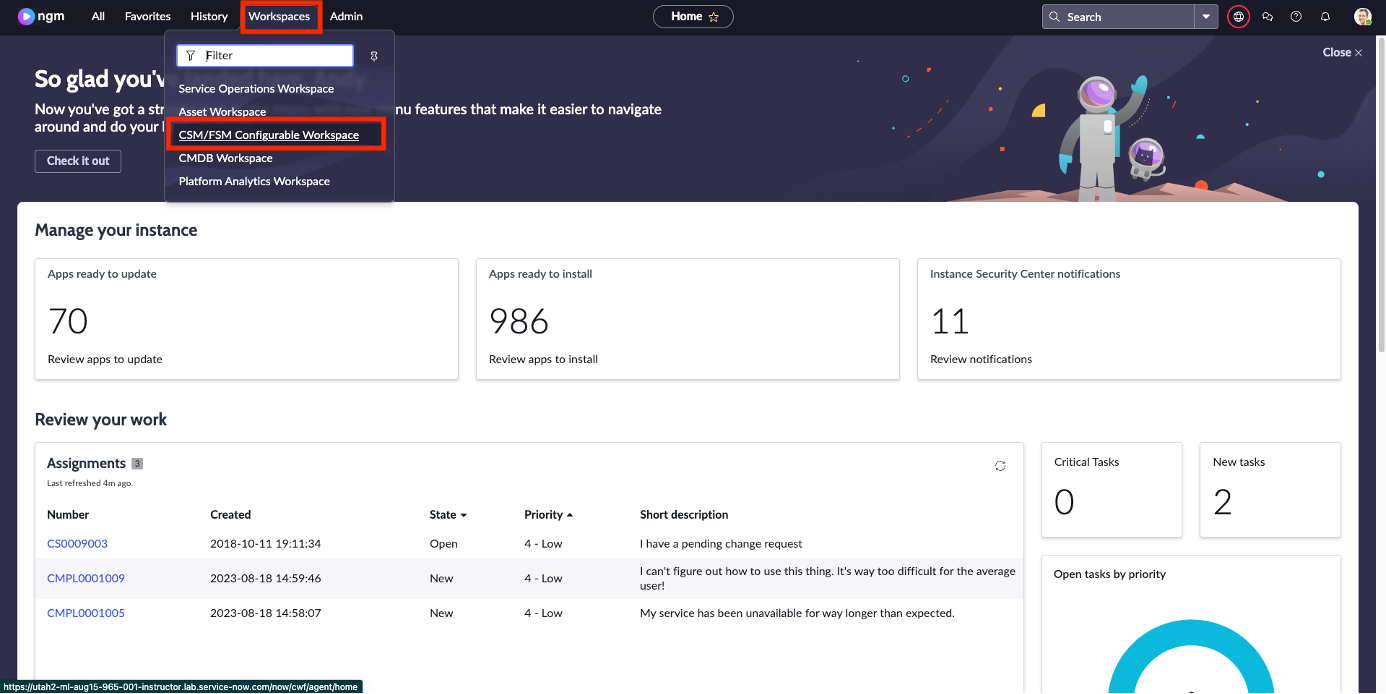 ngm
All
Favorites
History
Workspaces
Admin
Home
Search
Filter
Service Operations Workspace
Asset Workspace
CSM/FSM Configurable Workspace
CMDB Workspace
Platform Analytics Workspace
Close
So glad you've
Now you've got a nu features that make it easier to navigate
around and do your
Check it out
Manage your instance
Apps ready to update
70
Review apps to update
Apps ready to install
986
Review apps to install
Instance Security Center notifications
11
Review notifications
Review your work
Assignments 3
Last refreshed 4m ago.
Number Created State Priority Short description
CS0009003 2018-10-11 19:11:34 Open 4 - Low I have a pending change request
CMPL0001009 2023-08-18 14:59:46 New 4 - Low I can't figure out how to use this thing. It's way too difficult for the average
user!
CMPL0001005 2023-08-18 14:58:07 New 4 - Low My service has been unavailable for way longer than expected.
Critical Tasks
0
New tasks
2
Open tasks by priority
https://utah2-ml-aug15-965-001-instructor.lab.service-now.com/now/cwf/agent/home